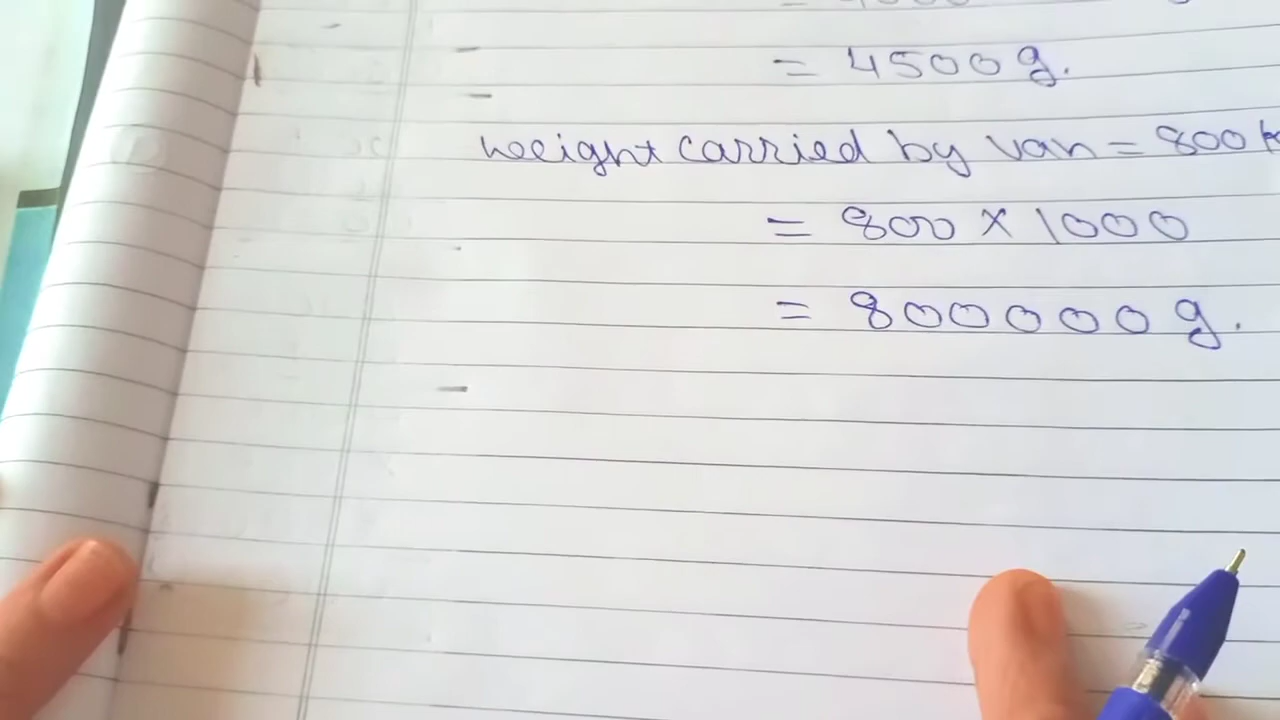 = 4500 g.
weight carried by van = 800 k
= 800 × 1000
= 800000 g.